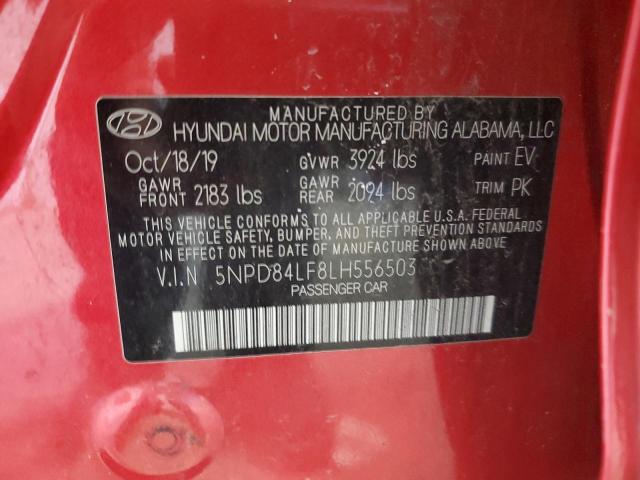 MANUFACTURED BY
HYUNDAI MOTOR MANUFACTURING ALABAMA, LLC
Oct/18/19 GVWR 3924 lbs PAINT EV
GAWR FRONT 2183 lbs GAWR REAR 2094 lbs TRIM PK
THIS VEHICLE CONFORMS TO ALL APPLICABLE U.S.A. FEDERAL
MOTOR VEHICLE SAFETY, BUMPER, AND THEFT PREVENTION STANDARDS
IN EFFECT ON THE DATE OF MANUFACTURE SHOWN ABOVE
V.I.N 5NPD84LF8LH556503
PASSENGER CAR